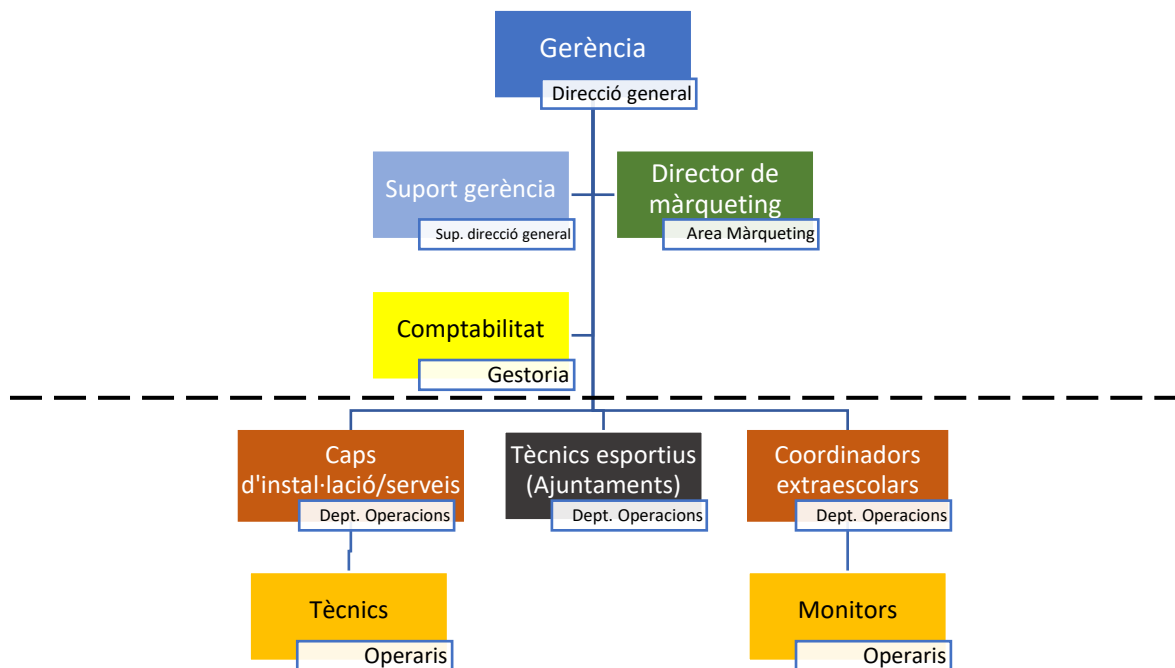 Gerència
Direcció general
Suport gerència
Sup. direcció general
Director de
màrqueting
Area Màrqueting
Comptabilitat
Gestoria
Caps
d'instal·lació/serveis
Dept. Operacions
Tècnics esportius
(Ajuntaments)
Dept. Operacions
Coordinadors
extraescolars
Dept. Operacions
Tècnics
Operaris
Monitors
Operaris